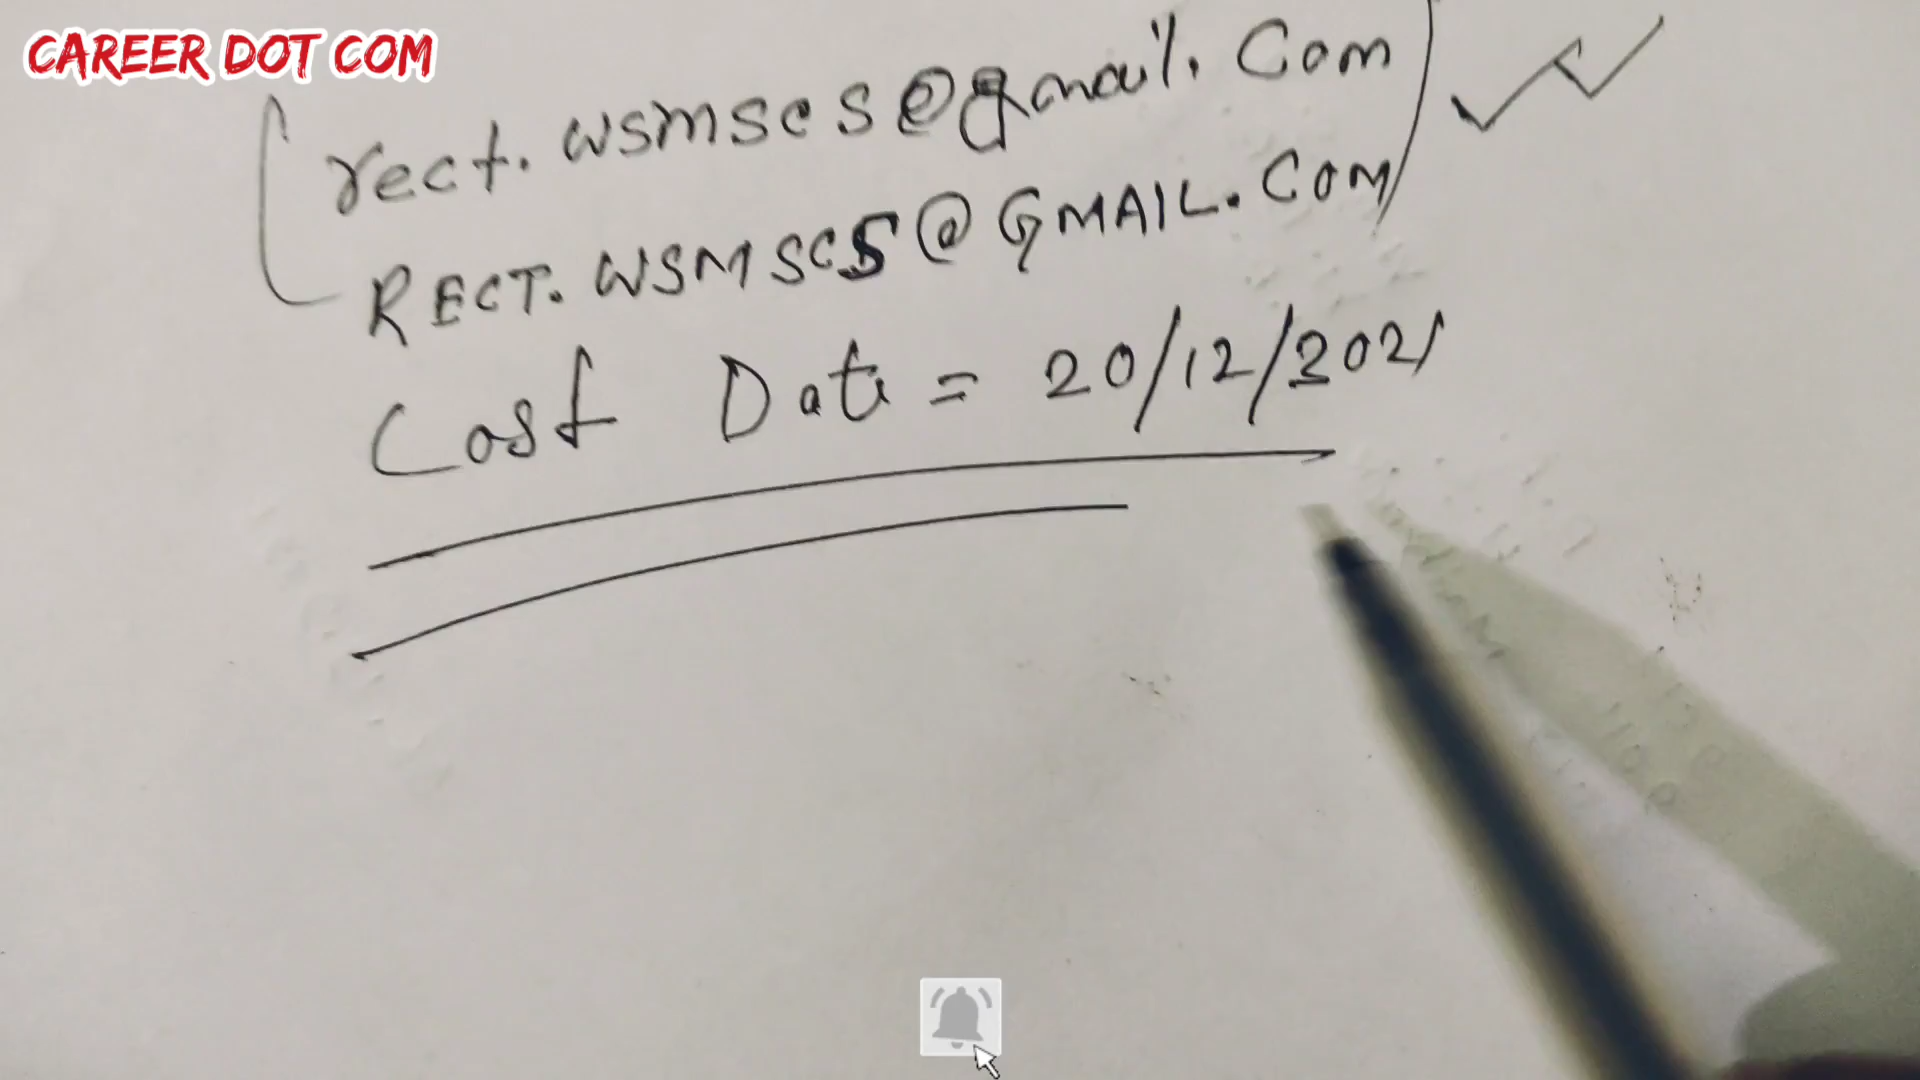 CAREER DOT COM
rect.wsmscs@gmail.com
RECT.WSMSCS@GMAIL.COM
Last Date = 20/12/2021